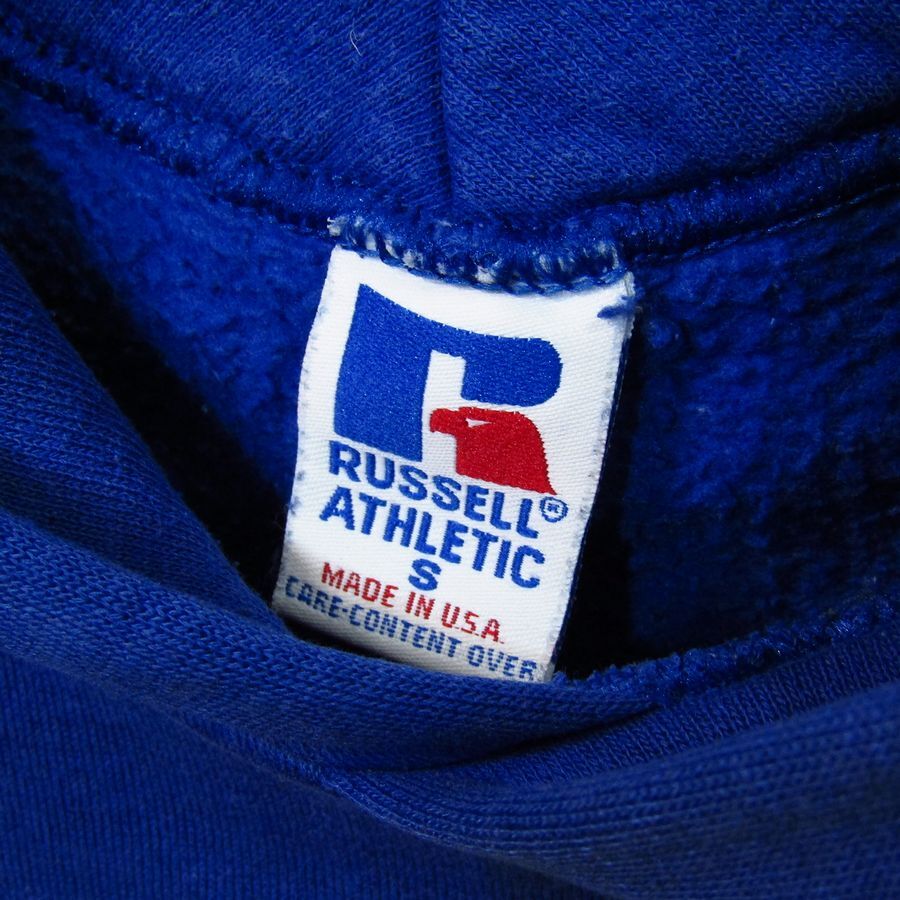 RUSSELL®
ATHLETIC
S
MADE IN U.S.A.
CARE-CONTENT OVER